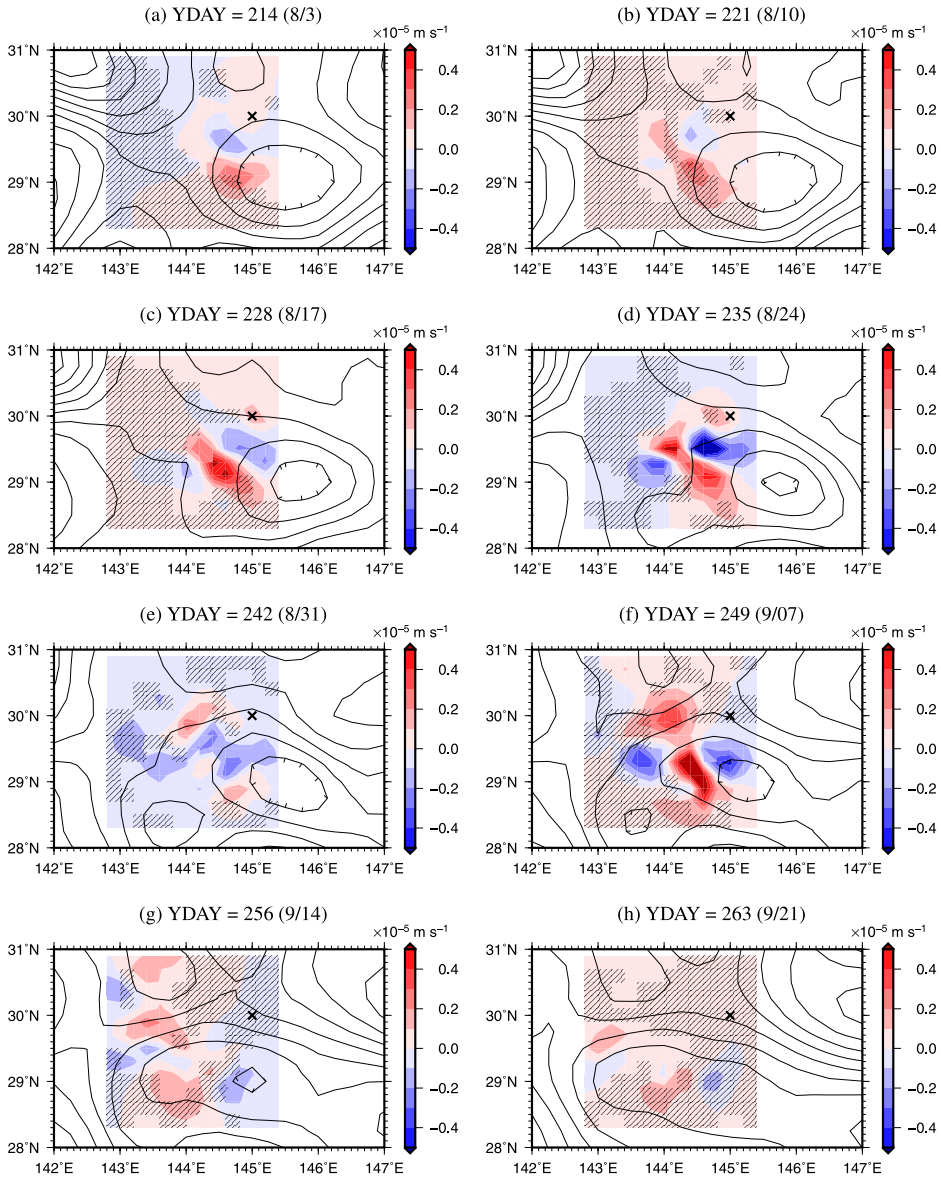 (a) YDAY = 214 (8/3)
×10⁻⁵ m s⁻¹
31˚N
30˚N
29˚N
28˚N
142˚E 143˚E 144˚E 145˚E 146˚E 147˚E
0.4
0.2
0.0
−0.2
−0.4
(b) YDAY = 221 (8/10)
×10⁻⁵ m s⁻¹
31˚N
30˚N
29˚N
28˚N
142˚E 143˚E 144˚E 145˚E 146˚E 147˚E
0.4
0.2
0.0
−0.2
−0.4
(c) YDAY = 228 (8/17)
×10⁻⁵ m s⁻¹
31˚N
30˚N
29˚N
28˚N
142˚E 143˚E 144˚E 145˚E 146˚E 147˚E
0.4
0.2
0.0
−0.2
−0.4
(d) YDAY = 235 (8/24)
×10⁻⁵ m s⁻¹
31˚N
30˚N
29˚N
28˚N
142˚E 143˚E 144˚E 145˚E 146˚E 147˚E
0.4
0.2
0.0
−0.2
−0.4
(e) YDAY = 242 (8/31)
×10⁻⁵ m s⁻¹
31˚N
30˚N
29˚N
28˚N
142˚E 143˚E 144˚E 145˚E 146˚E 147˚E
0.4
0.2
0.0
−0.2
−0.4
(f) YDAY = 249 (9/07)
×10⁻⁵ m s⁻¹
31˚N
30˚N
29˚N
28˚N
142˚E 143˚E 144˚E 145˚E 146˚E 147˚E
0.4
0.2
0.0
−0.2
−0.4
(g) YDAY = 256 (9/14)
×10⁻⁵ m s⁻¹
31˚N
30˚N
29˚N
28˚N
142˚E 143˚E 144˚E 145˚E 146˚E 147˚E
0.4
0.2
0.0
−0.2
−0.4
(h) YDAY = 263 (9/21)
×10⁻⁵ m s⁻¹
31˚N
30˚N
29˚N
28˚N
142˚E 143˚E 144˚E 145˚E 146˚E 147˚E
0.4
0.2
0.0
−0.2
−0.4